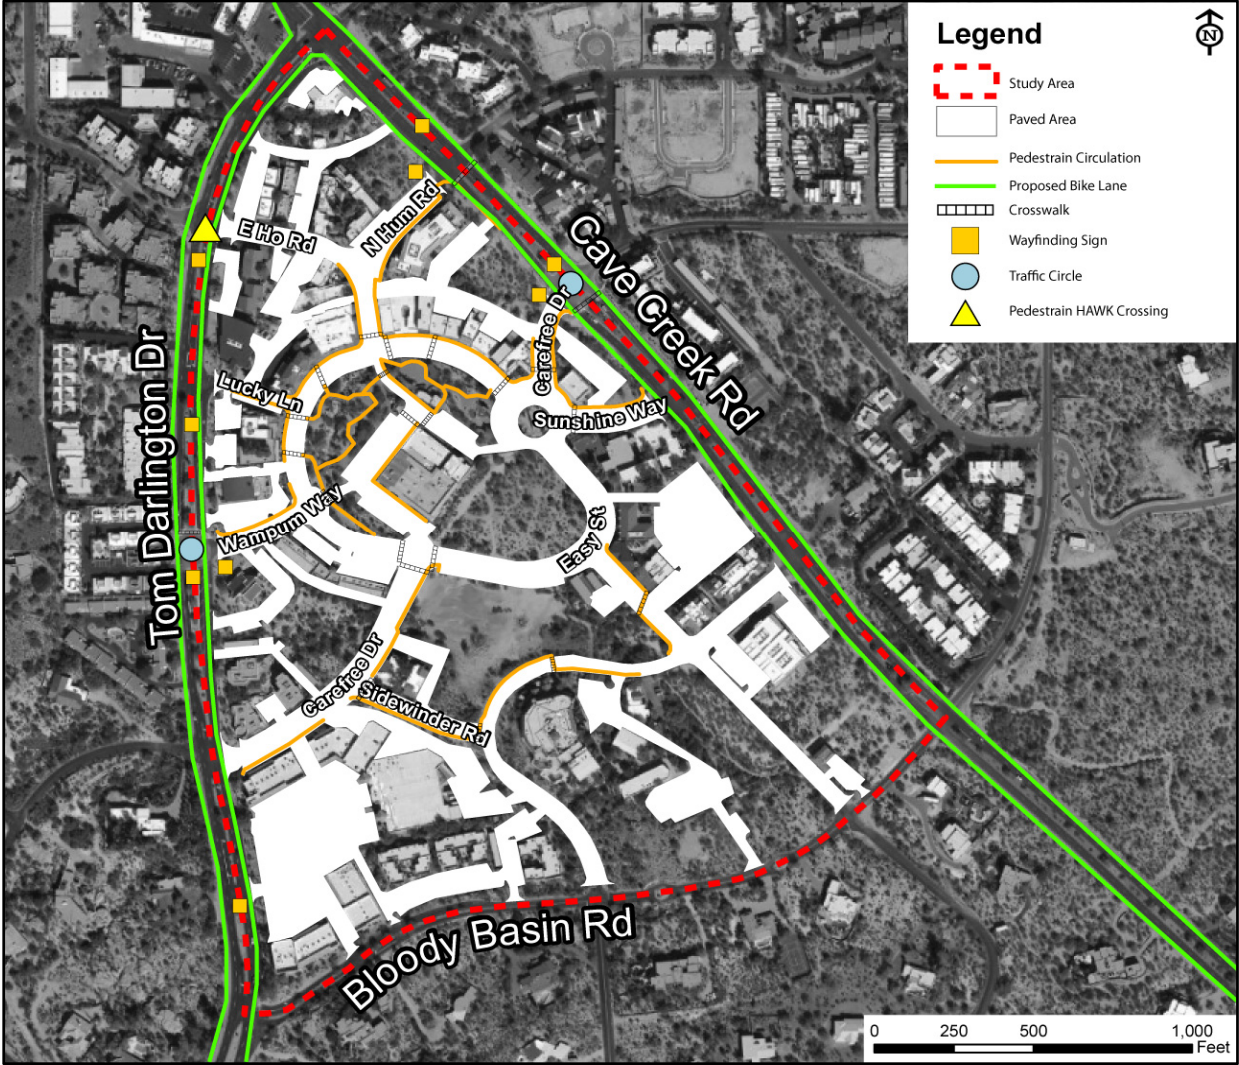 Legend
N
Study Area
Paved Area
Pedestrain Circulation
Proposed Bike Lane
Crosswalk
Wayfinding Sign
Traffic Circle
Pedestrain HAWK Crossing
E Ho Rd
N Hum Rd
Cave Creek Rd
Carefree Dr
Tom Darlington Dr
Lucky Ln
Sunshine Way
Wampum Way
Easy St
Carefree Dr
Sidewinder Rd
Bloody Basin Rd
0 250 500 1,000
Feet